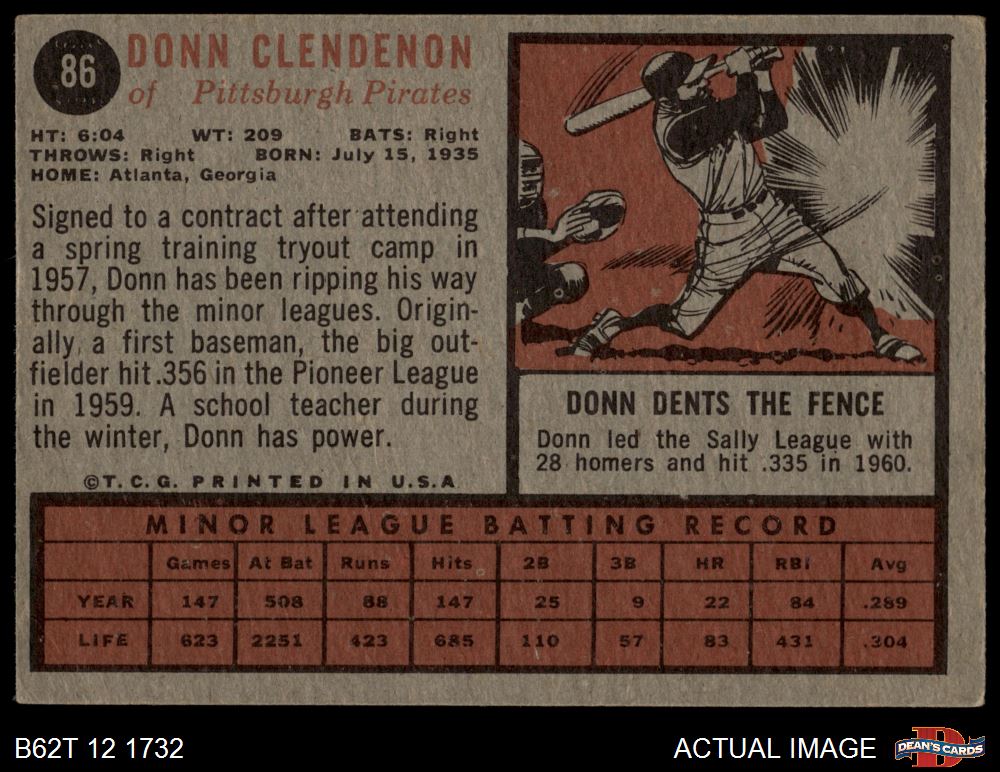 86
DONN CLENDENON
of Pittsburgh Pirates
HT: 6:04 WT: 209 BATS: Right
THROWS: Right BORN: July 15, 1935
HOME: Atlanta, Georgia
Signed to a contract after attending
a spring training tryout camp in
1957, Donn has been ripping his way
through the minor leagues. Origin-
ally, a first baseman, the big out-
fielder hit .356 in the Pioneer League
in 1959. A school teacher during
the winter, Donn has power.
©T.C.G. PRINTED IN U.S.A
DONN DENTS THE FENCE
Donn led the Sally League with
28 homers and hit .335 in 1960.
MINOR LEAGUE BATTING RECORD
Games At Bat Runs Hits 2B 3B HR RBI Avg
YEAR 147 508 88 147 25 9 22 84 .289
LIFE 623 2251 423 685 110 57 83 431 .304
B62T 12 1732
ACTUAL IMAGE
D
DEAN'S CARDS